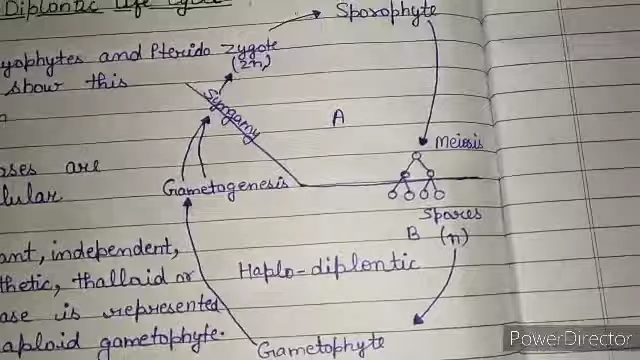 Diplontic Life Cycle
Sporophyte
yophytes and Pterido
show this
Zygote
(2n)
Syngamy
A
Meiosis
ases are
lular
Gametogenesis
Spores
B (n)
ant, independent,
thetic, thalloid or
ase is represented
aploid gametophyte.
Haplo-diplontic
Gametophyte
PowerDirector